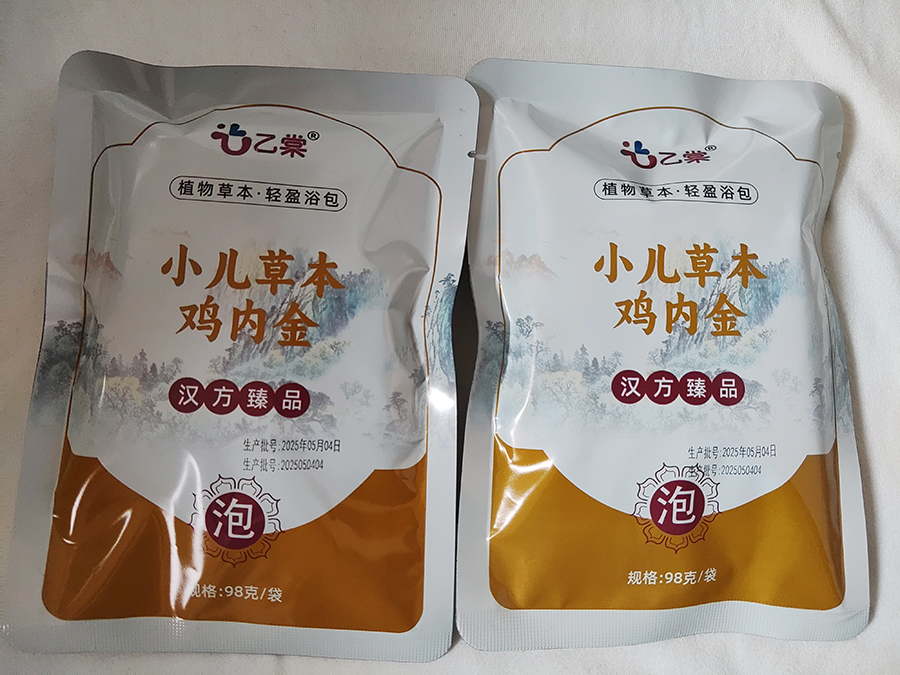 乙棠®
植物草本·轻盈浴包
小儿草本
鸡内金
汉方臻品
生产批号:2025年05月04日
生产批号:2025050404
泡
规格:98克/袋
乙棠®
植物草本·轻盈浴包
小儿草本
鸡内金
汉方臻品
生产批号:2025年05月04日
生产批号:2025050404
泡
规格:98克/袋